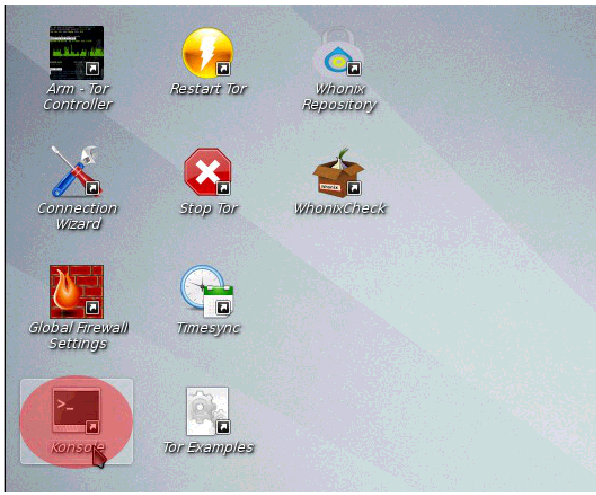 Arm - Tor
Controller
Restart Tor
Whonix
Repository
Connection
Wizard
Stop Tor
WhonixCheck
Global Firewall
Settings
Timesync
>_
Konsole
Tor Examples